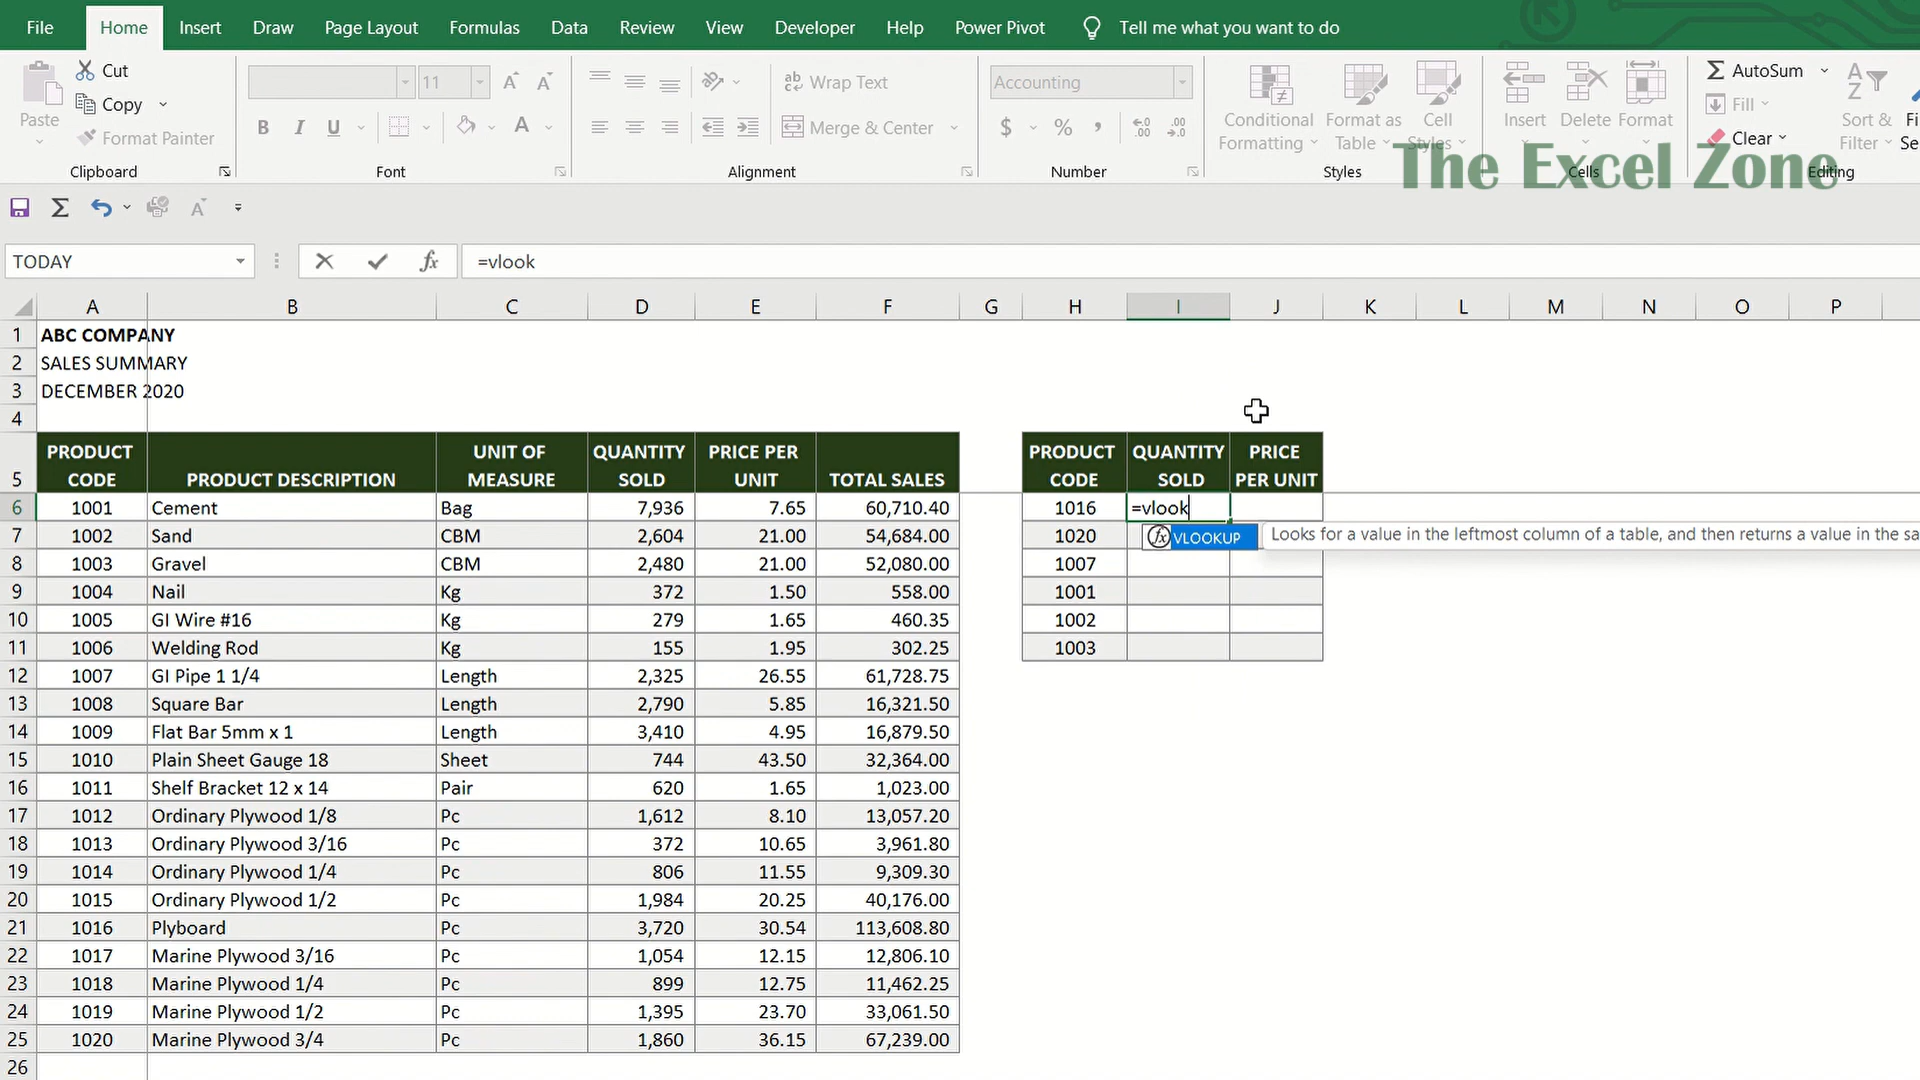 File Home Insert Draw Page Layout Formulas Data Review View Developer Help Power Pivot Tell me what you want to do
Cut
Copy
Format Painter
Paste
Clipboard
11
B I U
Font
Wrap Text
Merge & Center
Alignment
Accounting
$ % ,
Number
Conditional Formatting
Format as Table
Cell Styles
Styles
Insert Delete Format
Cells
AutoSum
Fill
Clear
Sort & Filter
Editing
The Excel Zone
TODAY fx =vlook
A B C D E F G H I J K L M N O P
1 ABC COMPANY
2 SALES SUMMARY
3 DECEMBER 2020
4
5 PRODUCT CODE PRODUCT DESCRIPTION UNIT OF MEASURE QUANTITY SOLD PRICE PER UNIT TOTAL SALES PRODUCT CODE QUANTITY SOLD PRICE PER UNIT
6 1001 Cement Bag 7,936 7.65 60,710.40 1016 =vlook
7 1002 Sand CBM 2,604 21.00 54,684.00 1020 fx VLOOKUP Looks for a value in the leftmost column of a table, and then returns a value in the sa
8 1003 Gravel CBM 2,480 21.00 52,080.00 1007
9 1004 Nail Kg 372 1.50 558.00 1001
10 1005 GI Wire #16 Kg 279 1.65 460.35 1002
11 1006 Welding Rod Kg 155 1.95 302.25 1003
12 1007 GI Pipe 1 1/4 Length 2,325 26.55 61,728.75
13 1008 Square Bar Length 2,790 5.85 16,321.50
14 1009 Flat Bar 5mm x 1 Length 3,410 4.95 16,879.50
15 1010 Plain Sheet Gauge 18 Sheet 744 43.50 32,364.00
16 1011 Shelf Bracket 12 x 14 Pair 620 1.65 1,023.00
17 1012 Ordinary Plywood 1/8 Pc 1,612 8.10 13,057.20
18 1013 Ordinary Plywood 3/16 Pc 372 10.65 3,961.80
19 1014 Ordinary Plywood 1/4 Pc 806 11.55 9,309.30
20 1015 Ordinary Plywood 1/2 Pc 1,984 20.25 40,176.00
21 1016 Plyboard Pc 3,720 30.54 113,608.80
22 1017 Marine Plywood 3/16 Pc 1,054 12.15 12,806.10
23 1018 Marine Plywood 1/4 Pc 899 12.75 11,462.25
24 1019 Marine Plywood 1/2 Pc 1,395 23.70 33,061.50
25 1020 Marine Plywood 3/4 Pc 1,860 36.15 67,239.00
26